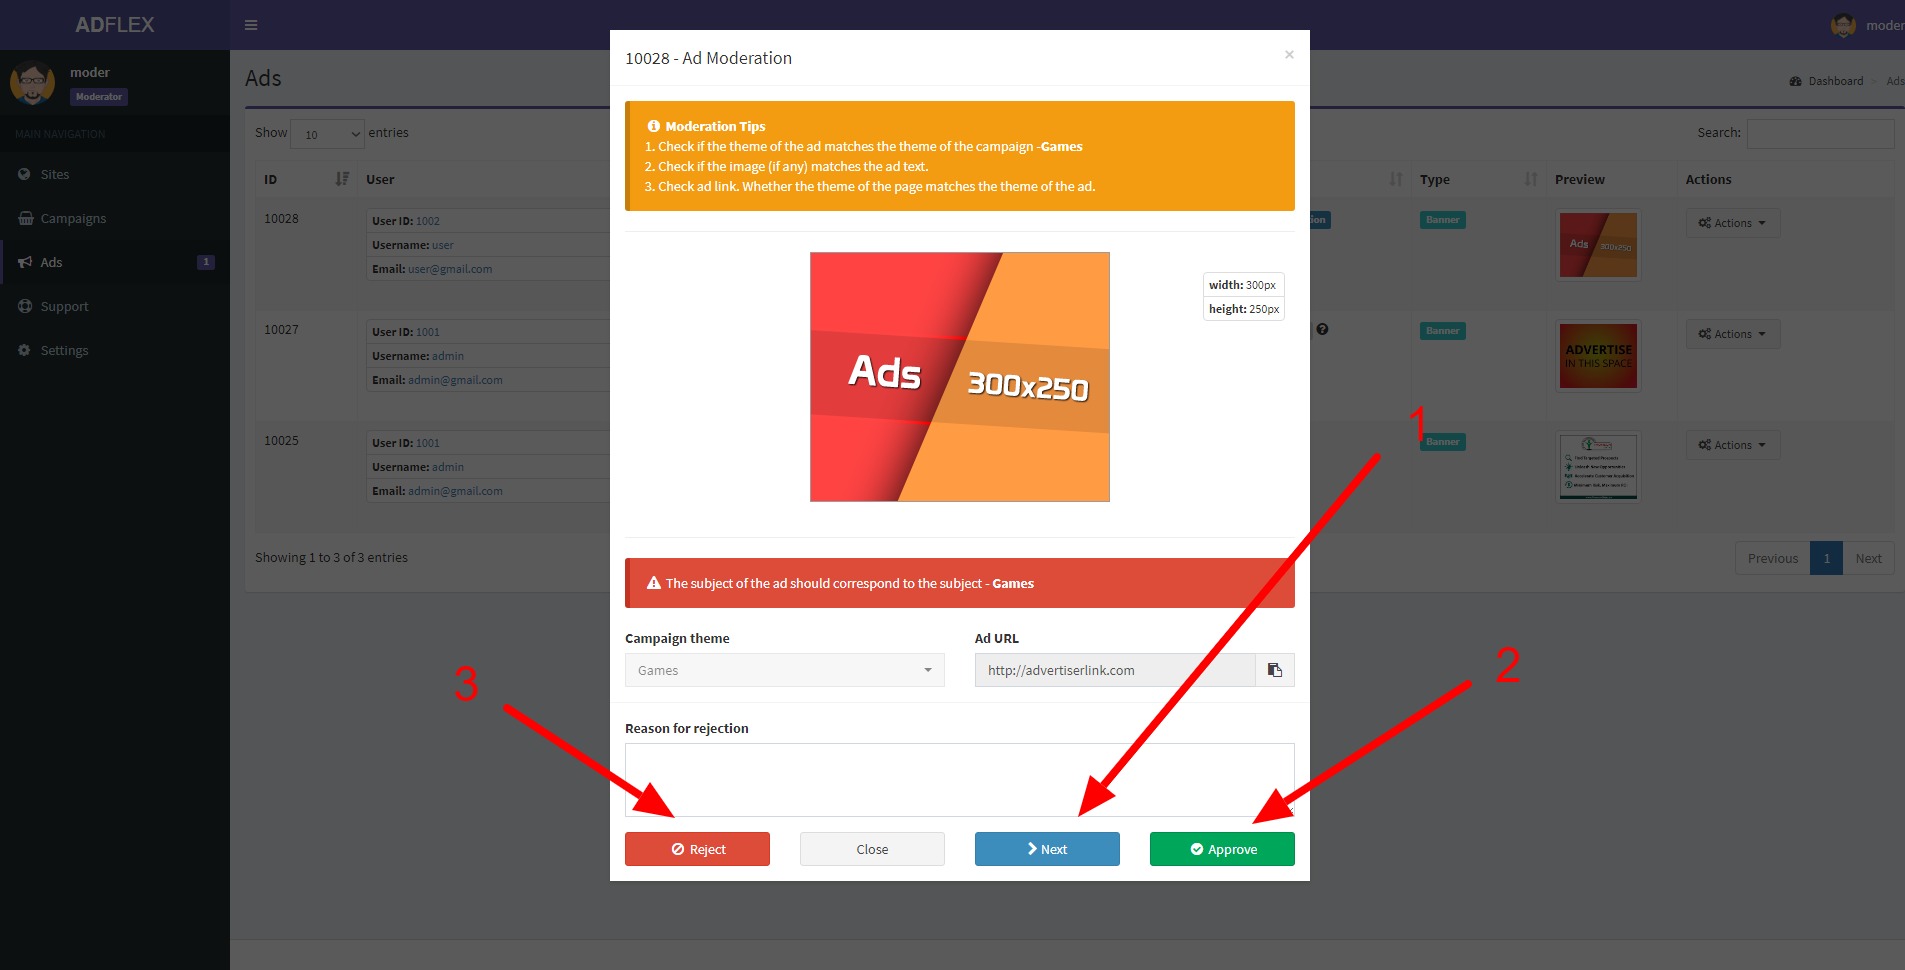 ADFLEX
moder
moder
Moderator
MAIN NAVIGATION
Sites
Campaigns
Ads 1
Support
Settings
Ads
Dashboard
Ads
Show 10 entries
Search:
ID User Type Preview Actions
10028
User ID: 1002
Username: user
Email: user@gmail.com
Banner
Ads 300x250
Actions
10027
User ID: 1001
Username: admin
Email: admin@gmail.com
Banner
ADVERTISE
IN THIS SPACE
Actions
10025
User ID: 1001
Username: admin
Email: admin@gmail.com
Banner
Actions
Showing 1 to 3 of 3 entries
Previous 1 Next
10028 - Ad Moderation
×
Moderation Tips
1. Check if the theme of the ad matches the theme of the campaign -Games
2. Check if the image (if any) matches the ad text.
3. Check ad link. Whether the theme of the page matches the theme of the ad.
Ads 300x250
width: 300px
height: 250px
The subject of the ad should correspond to the subject - Games
Campaign theme Ad URL
Games http://advertiserlink.com
Reason for rejection
Reject Close Next Approve
1
2
3